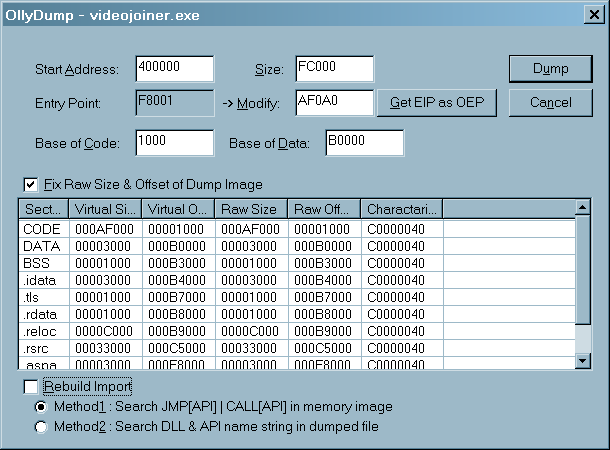 OllyDump - videojoiner.exe
Start Address: 400000 Size: FC000 Dump
Entry Point: F8001 -> Modify: AF0A0 Get EIP as OEP Cancel
Base of Code: 1000 Base of Data: B0000
Fix Raw Size & Offset of Dump Image
Sect... Virtual Si... Virtual O... Raw Size Raw Off... Charactari...
CODE 000AF000 00001000 000AF000 00001000 C0000040
DATA 00003000 000B0000 00003000 000B0000 C0000040
BSS 00001000 000B3000 00001000 000B3000 C0000040
.idata 00003000 000B4000 00003000 000B4000 C0000040
.tls 00001000 000B7000 00001000 000B7000 C0000040
.rdata 00001000 000B8000 00001000 000B8000 C0000040
.reloc 0000C000 000B9000 0000C000 000B9000 C0000040
.rsrc 00033000 000C5000 00033000 000C5000 C0000040
.aspa 00003000 000F8000 00003000 000F8000 C0000040
Rebuild Import
Method1 : Search JMP[API] | CALL[API] in memory image
Method2 : Search DLL & API name string in dumped file